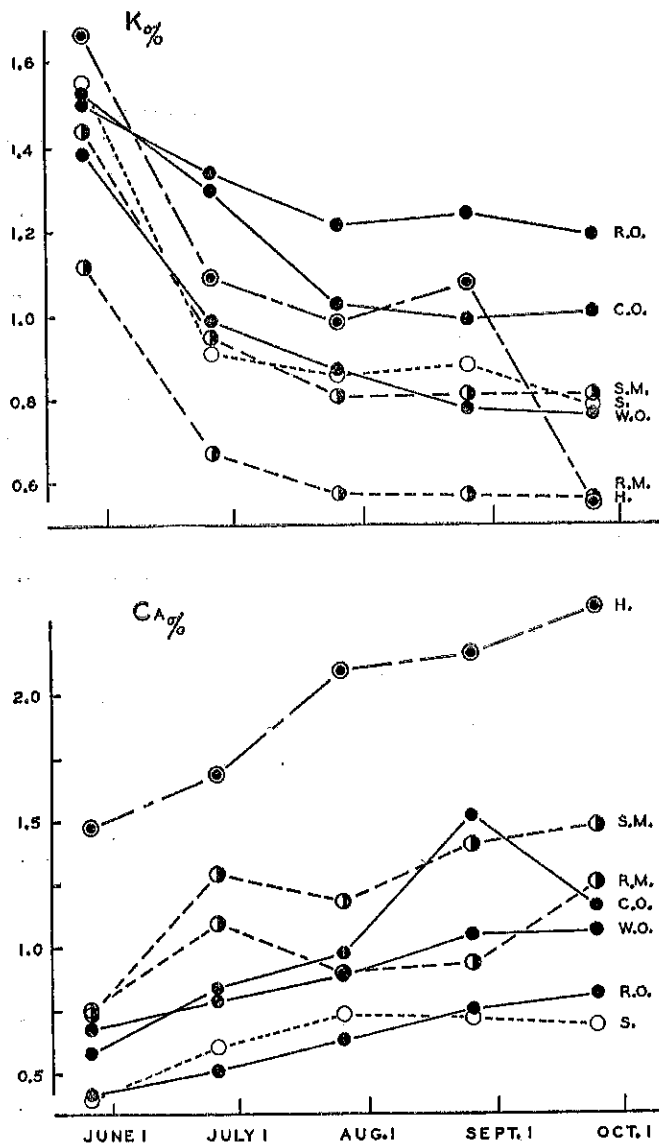 K%
1.6
1.4
1.2
1.0
0.8
0.6
R.O.
C.O.
S.M.
S.
W.O.
R.M.
H.
CA%
2.0
1.5
1.0
0.5
H.
S.M.
R.M.
C.O.
W.O.
R.O.
S.
JUNE 1 JULY 1 AUG. 1 SEPT. 1 OCT. 1